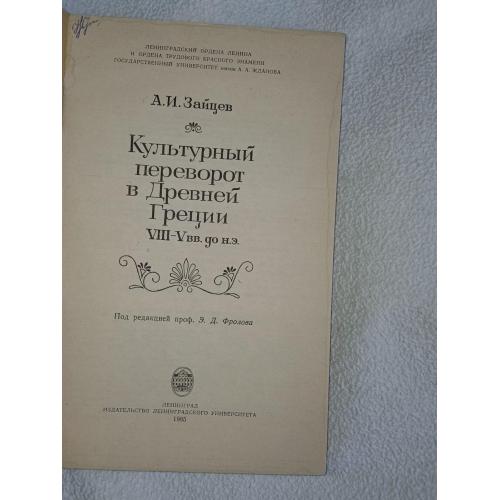 ЛЕНИНГРАДСКИЙ ОРДЕНА ЛЕНИНА
И ОРДЕНА ТРУДОВОГО КРАСНОГО ЗНАМЕНИ
ГОСУДАРСТВЕННЫЙ УНИВЕРСИТЕТ имени А. А. ЖДАНОВА
А.И.Зайцев
Культурный
переворот
в Древней
Греции
VIII–V вв. до н.э.
Под редакцией проф. Э. Д. Фролова
ЛЕНИНГРАД
ИЗДАТЕЛЬСТВО ЛЕНИНГРАДСКОГО УНИВЕРСИТЕТА
1985